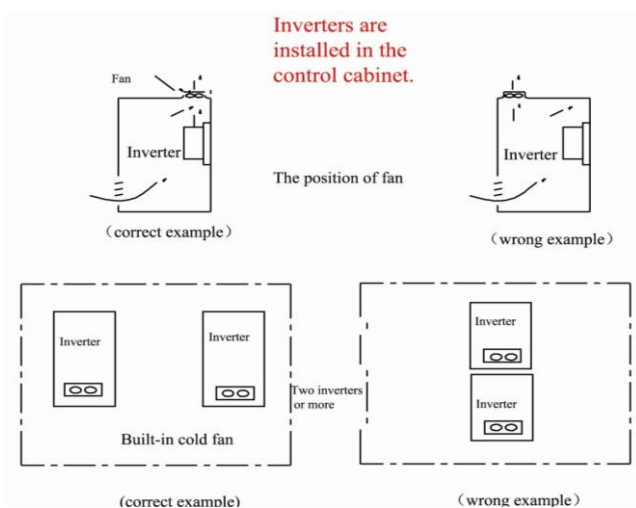 Inverters are
installed in the
control cabinet.
Fan
Inverter
Inverter
The position of fan
（correct example）
（wrong example）
Inverter
Inverter
Inverter
Two inverters
or more
Inverter
Built-in cold fan
(correct example)
（wrong example）